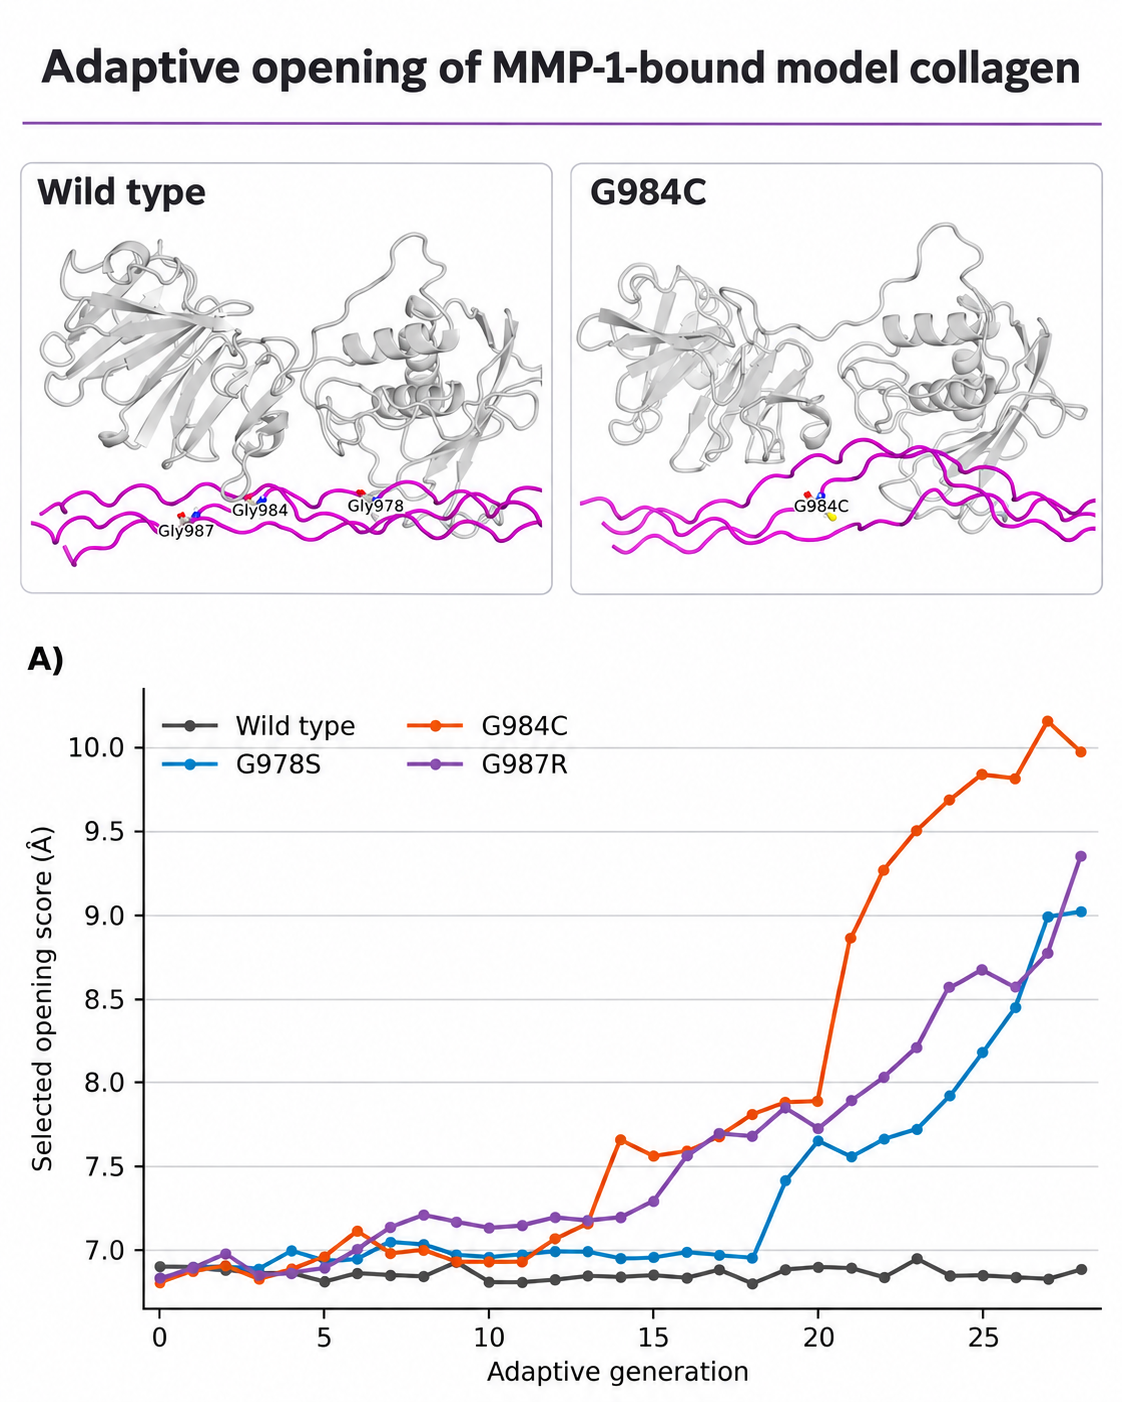 Adaptive opening of MMP-1-bound model collagen
Wild type
G984C
Gly987
Gly984
Gly978
G984C
A)
Wild type
G978S
G984C
G987R
10.0
9.5
9.0
8.5
8.0
7.5
7.0
Selected opening score (Å)
0 5 10 15 20 25
Adaptive generation